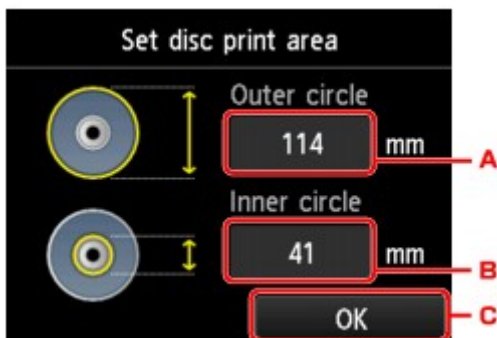 Set disc print area
Outer circle
114 mm
A
Inner circle
41 mm
B
OK
C